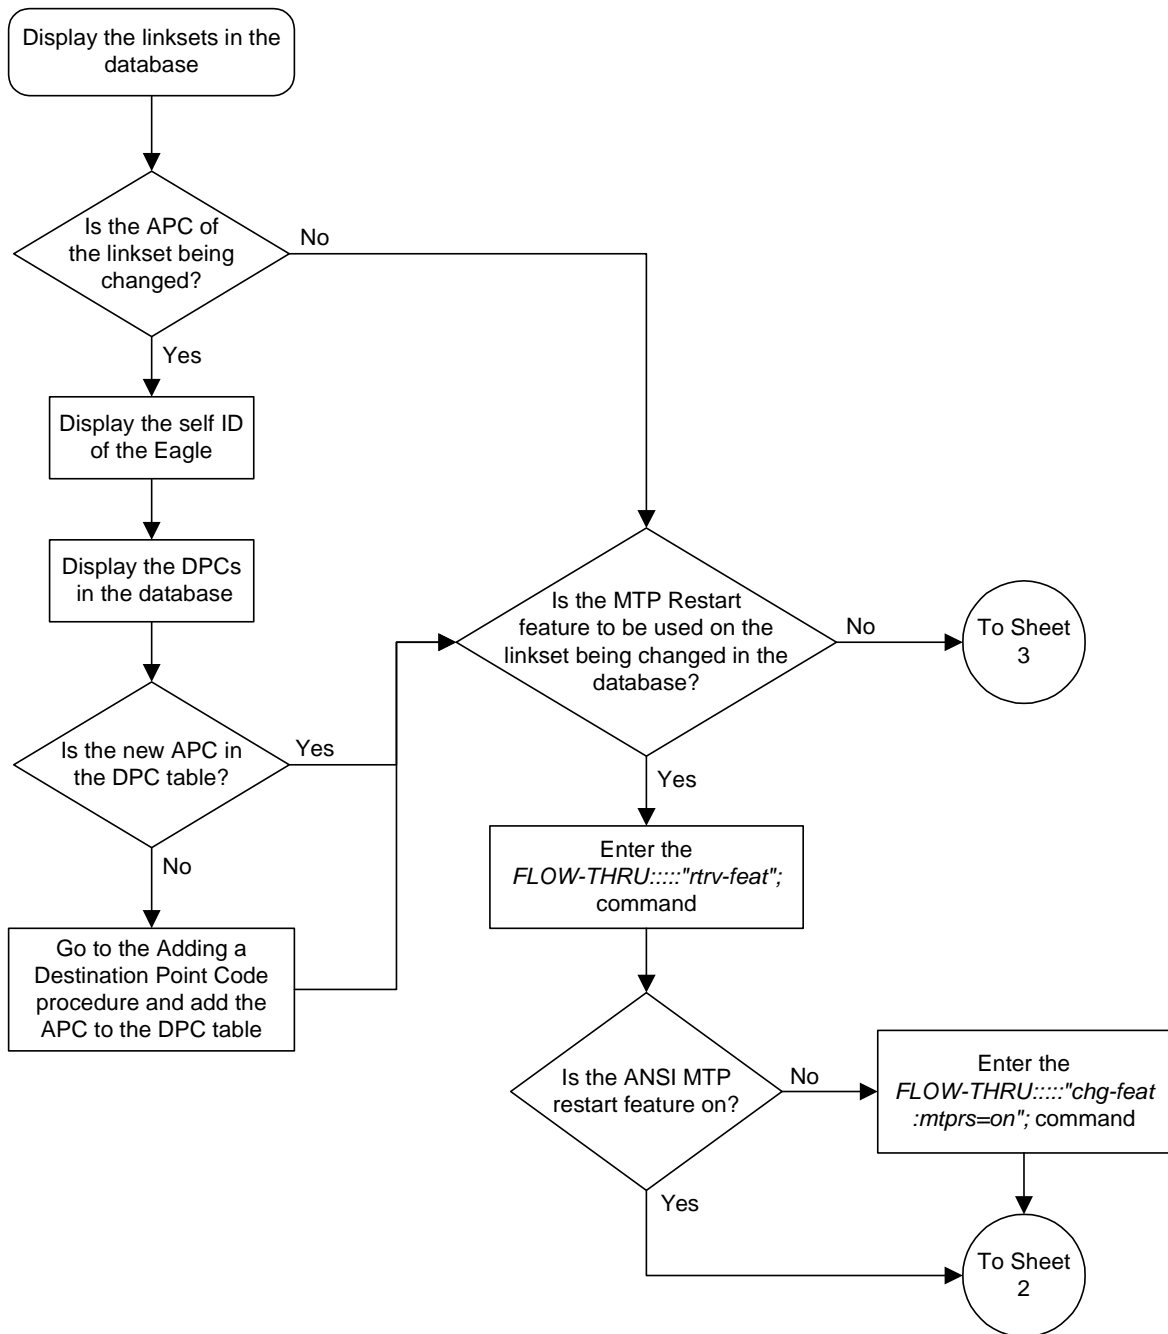 Display the linksets in the
database
Is the APC of
the linkset being
changed?
No
Yes
Display the self ID
of the Eagle
Display the DPCs
in the database
Is the new APC in
the DPC table?
Yes
No
Go to the Adding a
Destination Point Code
procedure and add the
APC to the DPC table
Is the MTP Restart
feature to be used on the
linkset being changed in the
database?
No
To Sheet
3
Yes
Enter the
FLOW-THRU:::::"rtrv-feat";
command
Is the ANSI MTP
restart feature on?
No
Enter the
FLOW-THRU:::::"chg-feat
:mtprs=on"; command
Yes
To Sheet
2